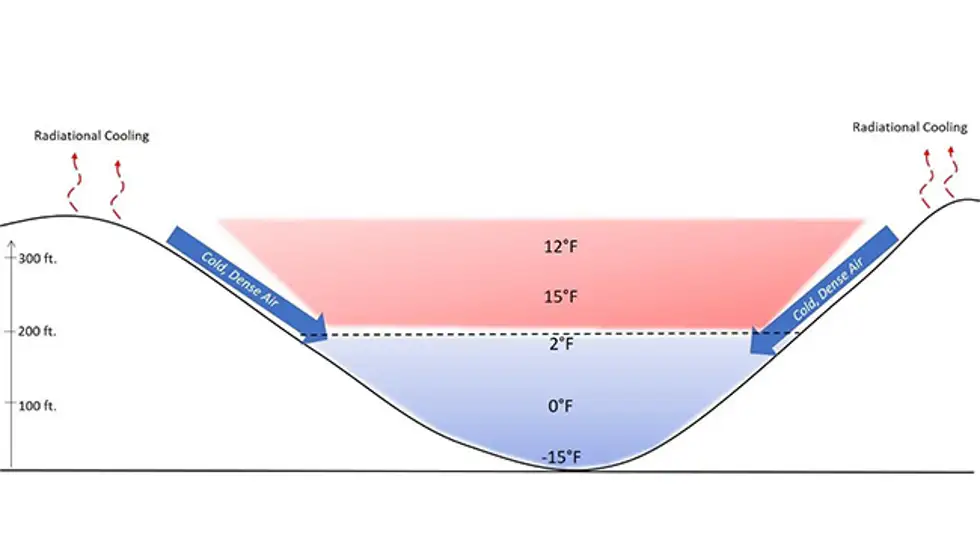 Radiational Cooling
Radiational Cooling
300 ft.
200 ft.
100 ft.
Cold, Dense Air
Cold, Dense Air
12°F
15°F
2°F
0°F
-15°F